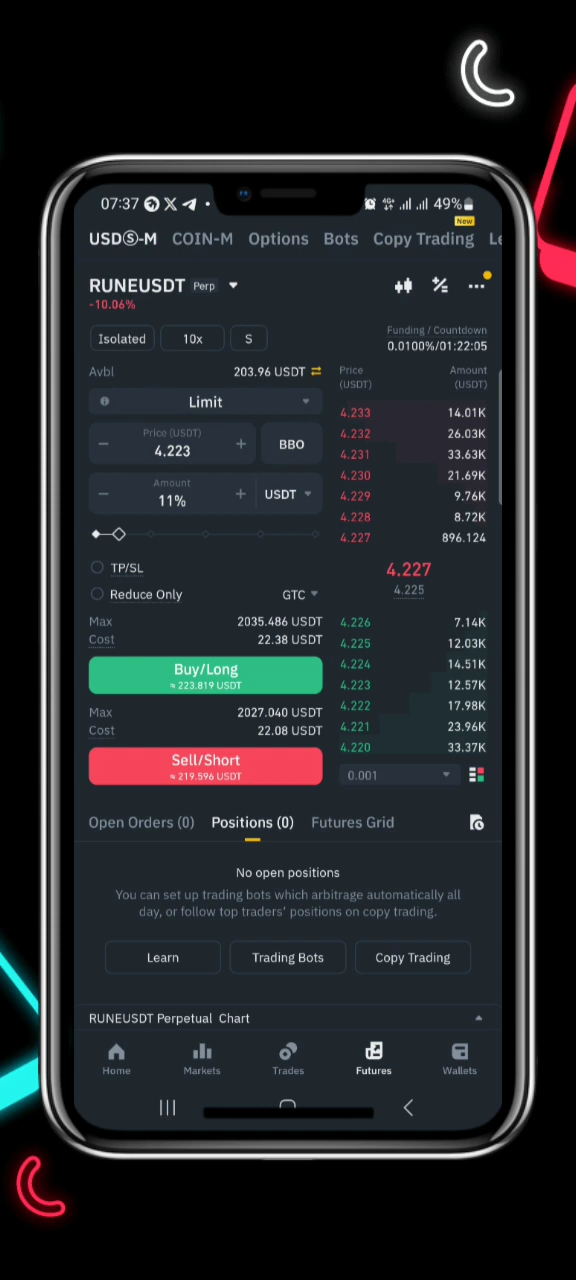 07:37
4G+
49%
New
USDⓈ-M COIN-M Options Bots Copy Trading Le
RUNEUSDT Perp
-10.06%
Isolated 10x S
Funding / Countdown
0.0100%/01:22:05
Avbl 203.96 USDT
Limit
Price (USDT)
4.223
BBO
Amount
11%
USDT
TP/SL
Reduce Only GTC
Max 2035.486 USDT
Cost 22.38 USDT
Buy/Long
≈ 223.819 USDT
Max 2027.040 USDT
Cost 22.08 USDT
Sell/Short
≈ 219.596 USDT
Price Amount
(USDT) (USDT)
4.233 14.01K
4.232 26.03K
4.231 33.63K
4.230 21.69K
4.229 9.76K
4.228 8.72K
4.227 896.124
4.227
4.225
4.226 7.14K
4.225 12.03K
4.224 14.51K
4.223 12.57K
4.222 17.98K
4.221 23.96K
4.220 33.37K
0.001
Open Orders (0) Positions (0) Futures Grid
No open positions
You can set up trading bots which arbitrage automatically all
day, or follow top traders' positions on copy trading.
Learn Trading Bots Copy Trading
RUNEUSDT Perpetual Chart
Home Markets Trades Futures Wallets